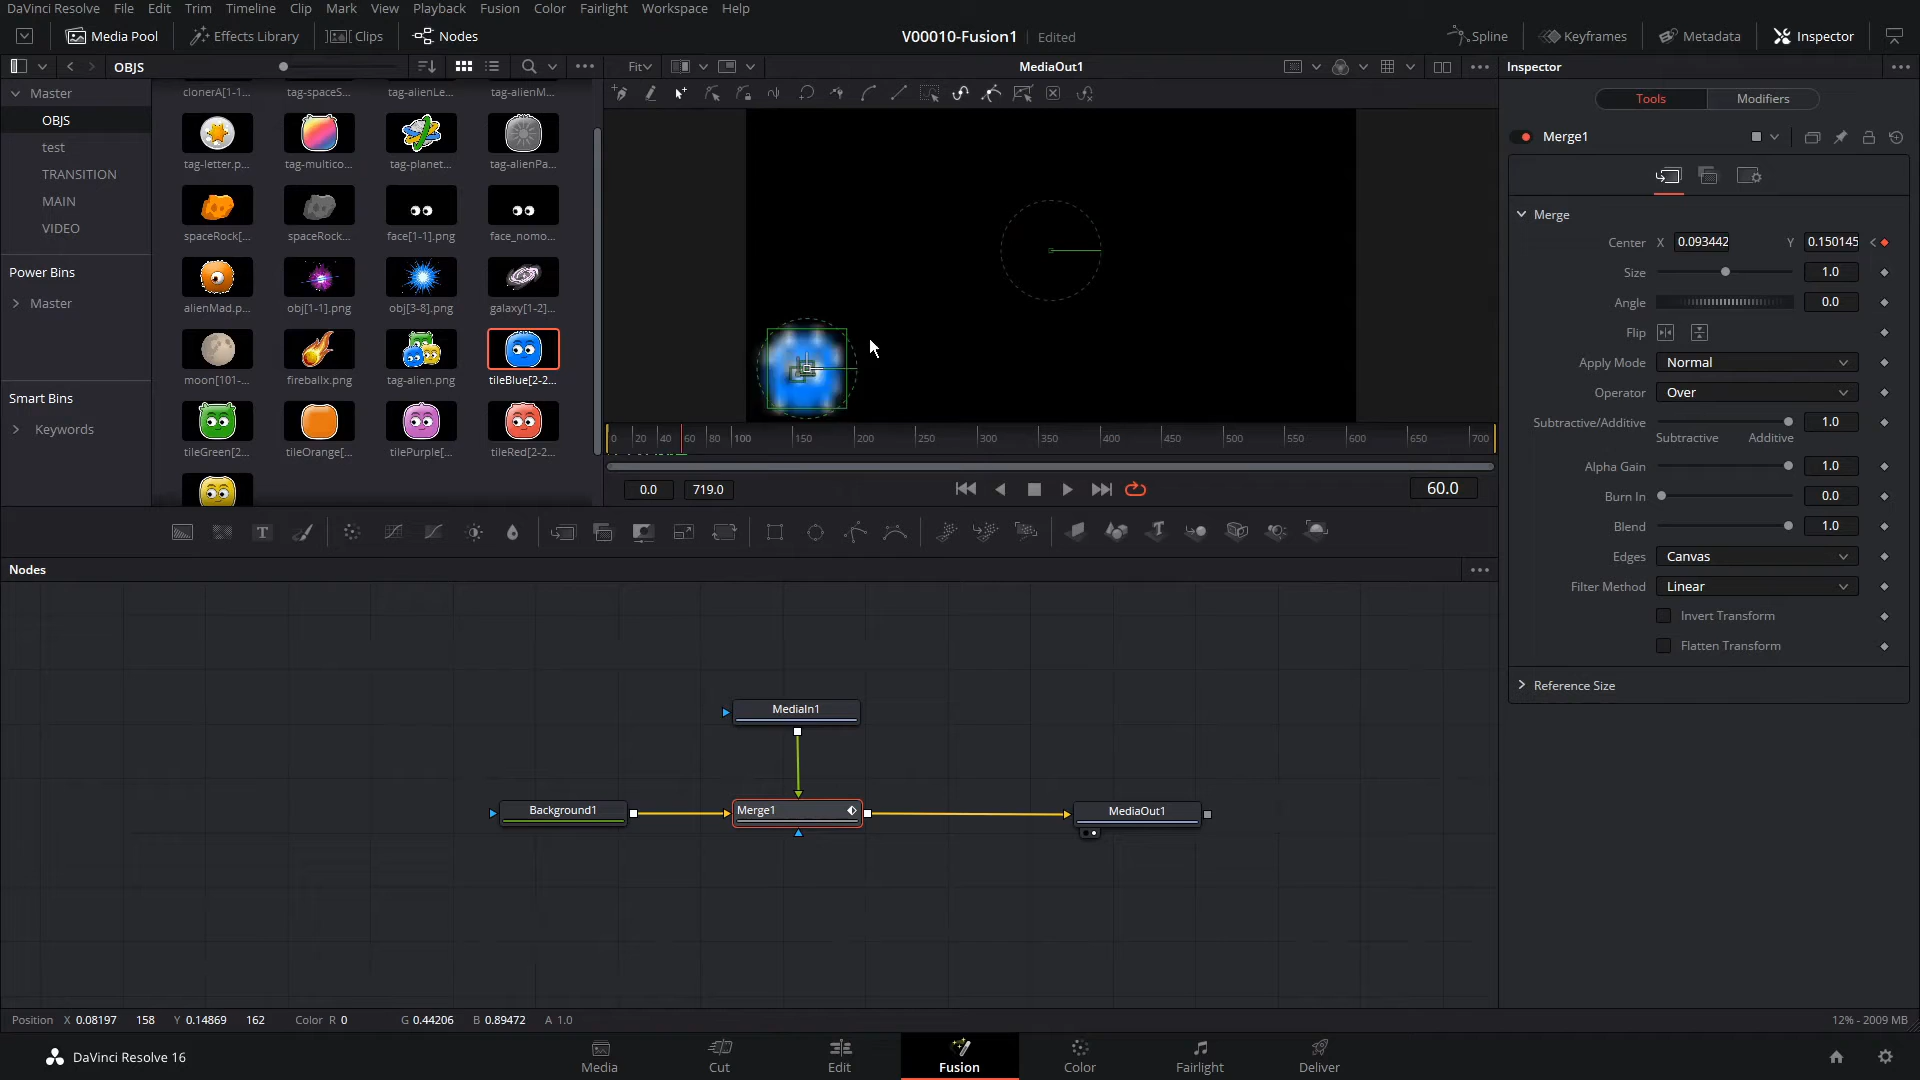 DaVinci Resolve File Edit Trim Timeline Clip Mark View Playback Fusion Color Fairlight Workspace Help
Media Pool Effects Library Clips Nodes V00010-Fusion1 Edited Spline Keyframes Metadata Inspector
OBJS Fit MediaOut1 Inspector
clonerA[1-1... tag-spaceS... tag-alienLe... tag-alienM...
Master
OBJS
test
TRANSITION
MAIN
VIDEO
Power Bins
Master
Smart Bins
Keywords
tag-letter.p... tag-multico... tag-planet... tag-alienPa...
spaceRock[... spaceRock... face[1-1].png face_nomo...
alienMad.p... obj[1-1].png obj[3-8].png galaxy[1-2]...
moon[101-... fireballx.png tag-alien.png tileBlue[2-2...
tileGreen[2... tileOrange[... tilePurple[... tileRed[2-2...
0 20 40 60 80 100 150 200 250 300 350 400 450 500 550 600 650 700
0.0 719.0 60.0
Tools Modifiers
Merge1
Merge
Center X 0.093442 Y 0.150145
Size 1.0
Angle 0.0
Flip
Apply Mode Normal
Operator Over
Subtractive/Additive 1.0
Subtractive Additive
Alpha Gain 1.0
Burn In 0.0
Blend 1.0
Edges Canvas
Filter Method Linear
Invert Transform
Flatten Transform
Reference Size
Nodes
MediaIn1
Background1 Merge1 MediaOut1
Position X 0.08197 158 Y 0.14869 162 Color R 0 G 0.44206 B 0.89472 A 1.0 12% - 2009 MB
DaVinci Resolve 16 Media Cut Edit Fusion Color Fairlight Deliver